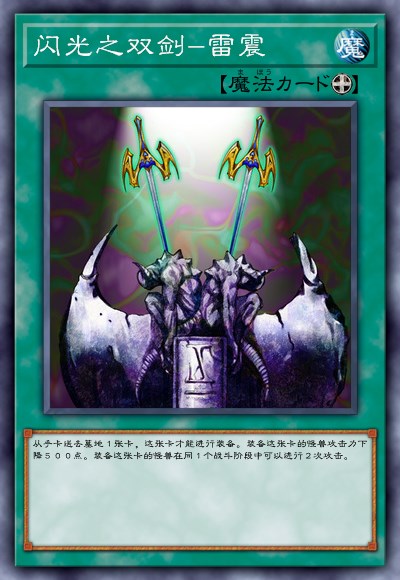 闪光之双剑-雷震
魔
【魔法カード】
ま ほう
从手卡送去墓地1张卡，这张卡才能进行装备。装备这张卡的怪兽攻击力下
降５００点。装备这张卡的怪兽在同１个战斗阶段中可以进行２次攻击。